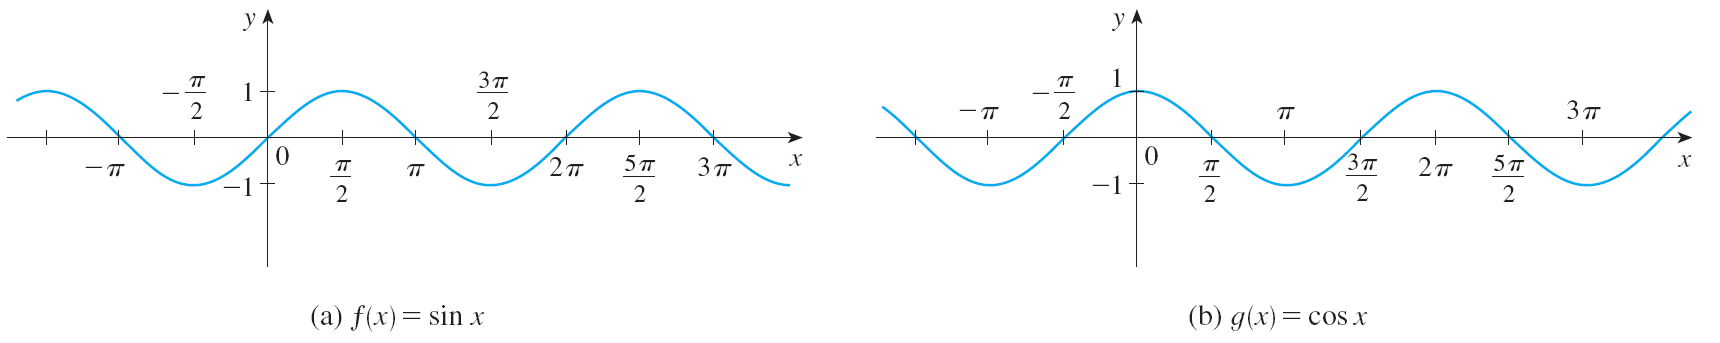 y
1
−π/2
3π/2
0
x
−π
π/2
π
2π
5π/2
3π
−1
(a) f(x) = sin x
y
1
−π
−π/2
π
3π
0
x
π/2
3π/2
2π
5π/2
−1
(b) g(x) = cos x